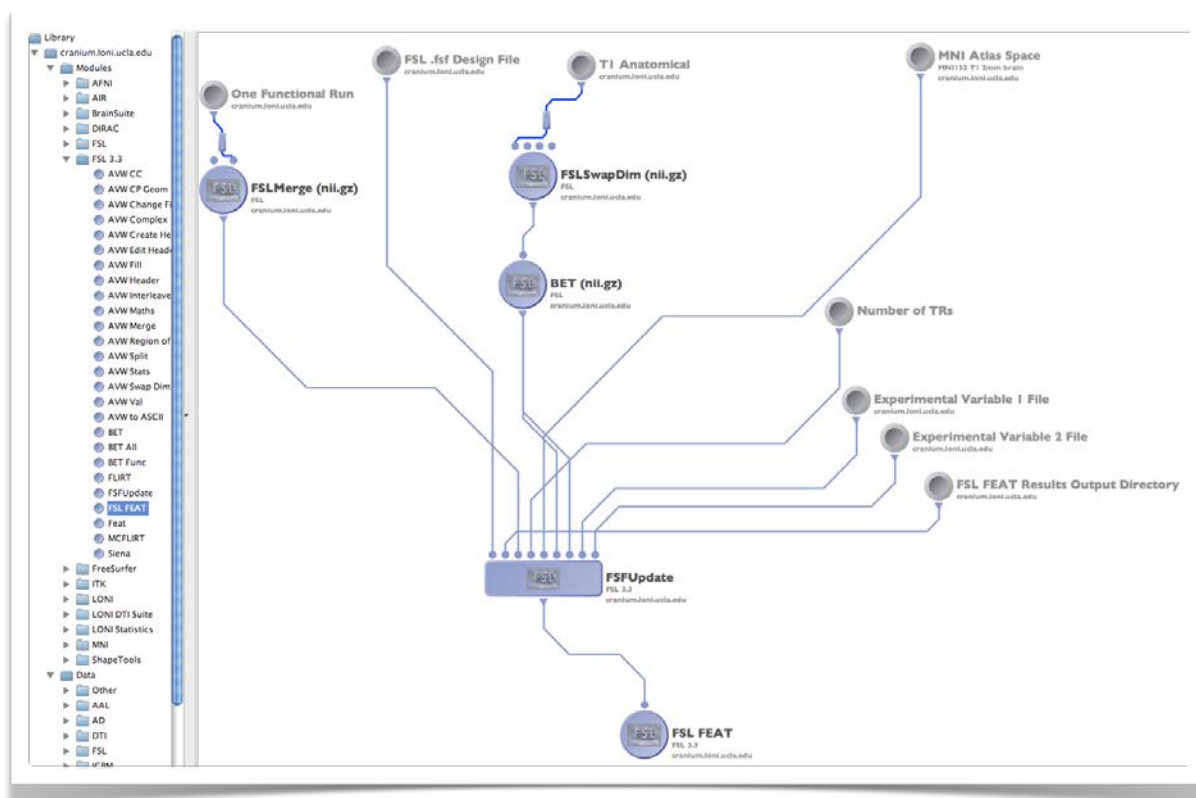 Library
cranium.loni.ucla.edu
Modules
AFNI
AIR
BrainSuite
DIRAC
FSL
FSL 3.3
AVW CC
AVW CP Geom
AVW Change Fi
AVW Complex
AVW Create He
AVW Edit Heade
AVW Fill
AVW Header
AVW Interleave
AVW Maths
AVW Merge
AVW Region of
AVW Split
AVW Stats
AVW Swap Dim
AVW Val
AVW to ASCII
BET
BET All
BET Func
FLIRT
FSFUpdate
FSL FEAT
Feat
MCFLIRT
Siena
FreeSurfer
ITK
LONI
LONI DTI Suite
LONI Statistics
MNI
ShapeTools
Data
Other
AAL
AD
DTI
FSL
ICBM
FSL .fsf Design File
cranium.loni.ucla.edu
T1 Anatomical
cranium.loni.ucla.edu
MNI Atlas Space
MNI152 T1 2mm brain
One Functional Run
cranium.loni.ucla.edu
FSL
FSLMerge (nii.gz)
FSL
cranium.loni.ucla.edu
FSL
FSLSwapDim (nii.gz)
FSL
cranium.loni.ucla.edu
FSL
BET (nii.gz)
FSL
cranium.loni.ucla.edu
Number of TRs
Experimental Variable 1 File
cranium.loni.ucla.edu
Experimental Variable 2 File
cranium.loni.ucla.edu
FSL FEAT Results Output Directory
cranium.loni.ucla.edu
FSL
FSFUpdate
FSL 3.3
cranium.loni.ucla.edu
FSL
FSL FEAT
FSL 3.3
cranium.loni.ucla.edu